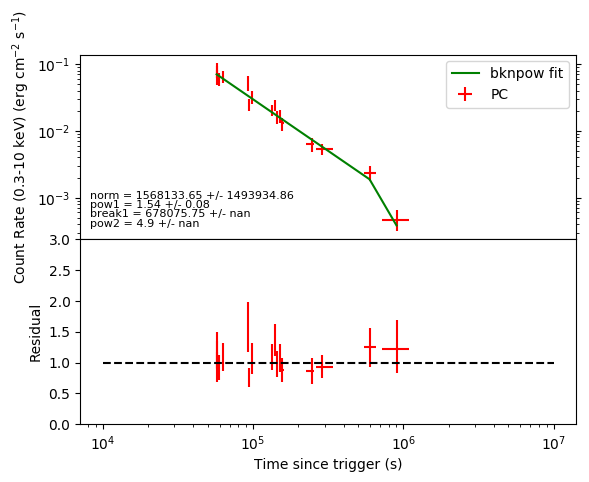 Count Rate (0.3-10 keV) (erg cm⁻² s⁻¹)
10⁻¹
10⁻²
10⁻³
bknpow fit
PC
norm = 1568133.65 +/- 1493934.86
pow1 = 1.54 +/- 0.08
break1 = 678075.75 +/- nan
pow2 = 4.9 +/- nan
Residual
3.0
2.5
2.0
1.5
1.0
0.5
0.0
10⁴ 10⁵ 10⁶ 10⁷
Time since trigger (s)